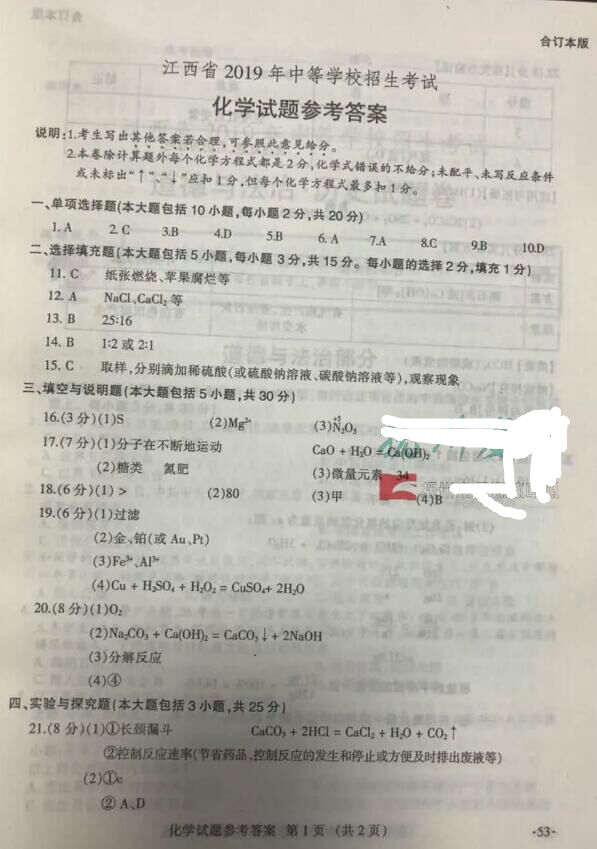 合订本版
江西省 2019 年中等学校招生考试
化学试题参考答案
说明:1.考生写出其他答案若合理,可参照此意见给分。
2.本卷除计算题外每个化学方程式都是 2 分,化学式错误的不给分;未配平、未写反应条件
或未标出“↑”、“↓”应扣 1 分,但每个化学方程式最多扣 1 分。
一、单项选择题(本大题包括 10 小题,每小题 2 分,共 20 分)
1. A 2. C 3.B 4.D 5.B 6. A 7.A 8.C 9.B 10.D
二、选择填充题(本大题包括 5 小题,每小题 3 分,共 15 分。每小题的选择 2 分,填充 1 分)
11. C 纸张燃烧、苹果腐烂等
12. A NaCl、CaCl₂ 等
13. B 25:16
14. B 1:2 或 2:1
15. C 取样,分别滴加稀硫酸(或硫酸钠溶液、碳酸钠溶液等),观察现象
三、填空与说明题(本大题包括 5 小题,共 30 分)
16.(3 分)(1)S (2)Mg²⁺ (3)N₂O₅ +5
17.(7 分)(1)分子在不断地运动 CaO + H₂O = Ca(OH)₂
(2)糖类 氮肥 (3)微量元素 34
18.(6 分)(1) > (2)80 (3)甲 (4)B
19.(6 分)(1)过滤
(2)金、铂(或 Au、Pt)
(3)Fe³⁺、Al³⁺
(4)Cu + H₂SO₄ + H₂O₂ = CuSO₄+ 2H₂O
20.(8 分)(1)O₂
(2)Na₂CO₃ + Ca(OH)₂ = CaCO₃↓ + 2NaOH
(3)分解反应
(4)④
四、实验与探究题(本大题包括 3 小题,共 25 分)
21.(8 分)(1)①长颈漏斗 CaCO₃ + 2HCl = CaCl₂ + H₂O + CO₂↑
②控制反应速率(节省药品、控制反应的发生和停止或方便及时排出废液等)
(2)①c
② A、D
化学试题参考答案 第 1 页 (共 2 页)
·53·